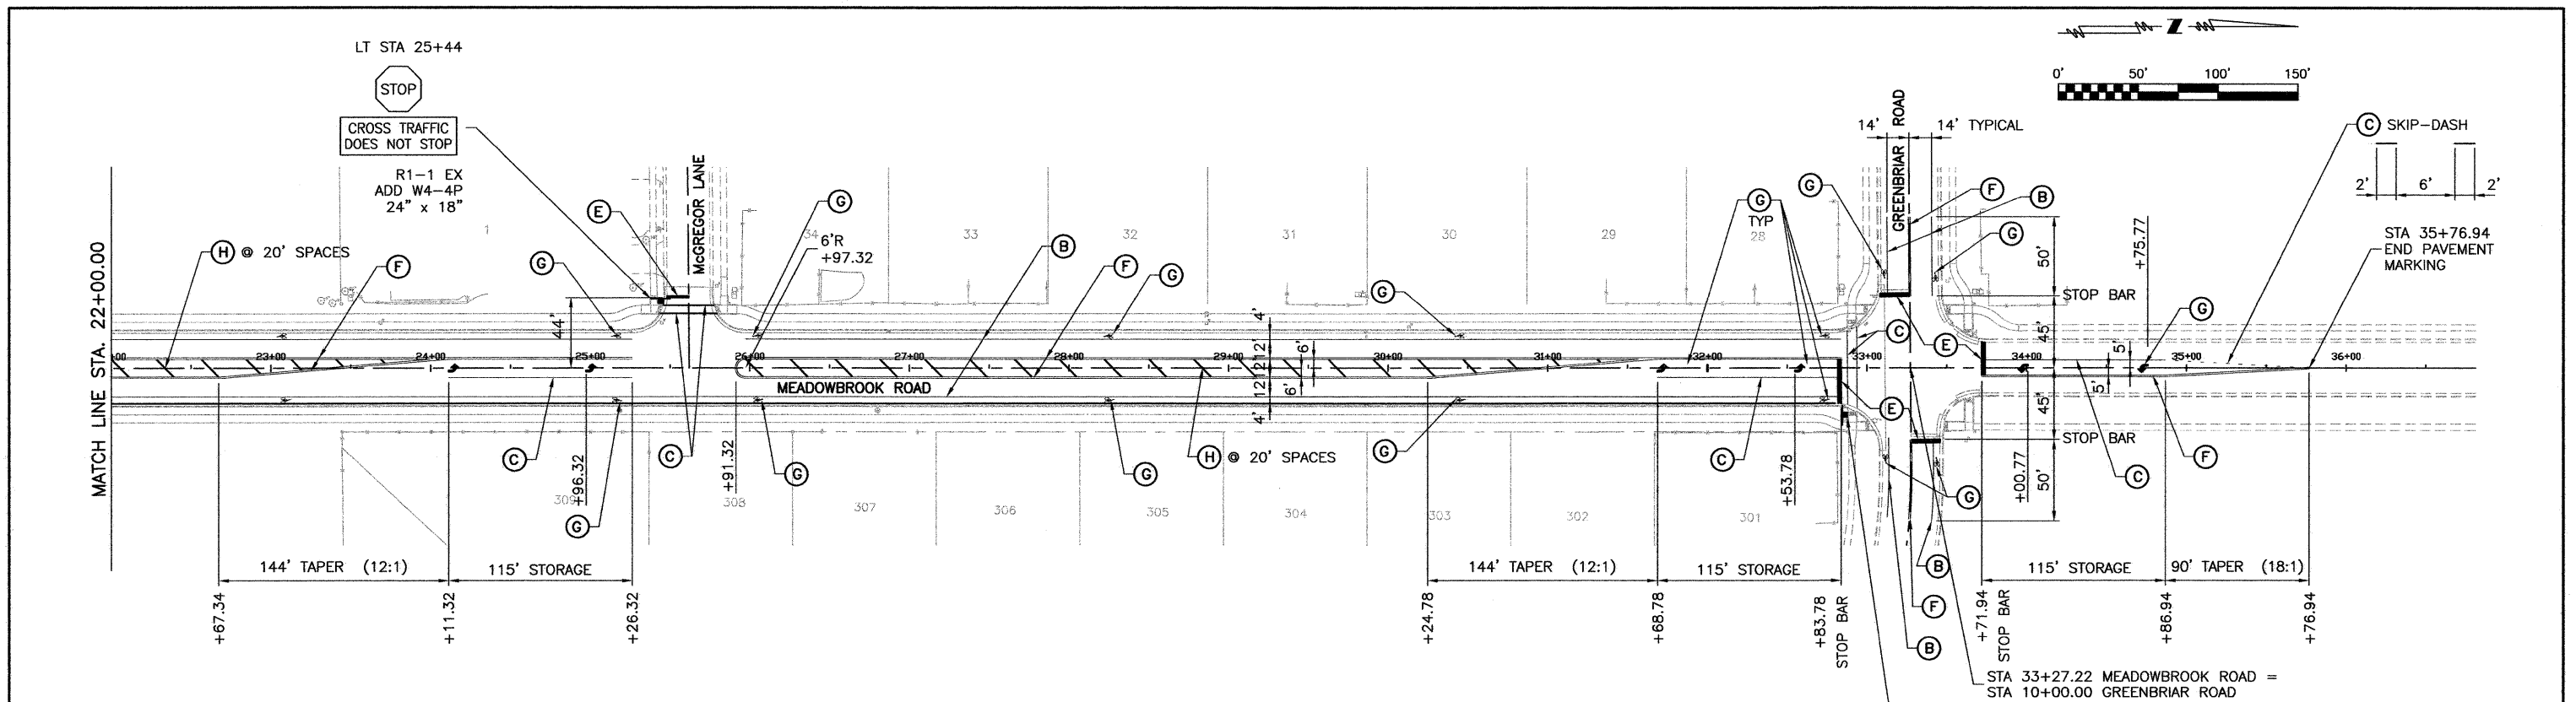 LT STA 25+44
STOP
CROSS TRAFFIC
DOES NOT STOP
R1-1 EX
ADD W4-4P
24" x 18"
MATCH LINE STA. 22+00.00
H @ 20' SPACES
F
G
E
McGREGOR LANE
44'
G
6'R
+97.32
B
F
G
G
G
TYP
G
14'
GREENBRIAR ROAD
14' TYPICAL
F
B
G
50'
STOP BAR
45'
+75.77
G
Z
0' 50' 100' 150'
C SKIP-DASH
2' 6' 2'
STA 35+76.94
END PAVEMENT
MARKING
1 34 33 32 31 30 29 28
4'
12'
12'
12'
4'
6'
6'
23+00 24+00 25+00 26+00 27+00 28+00 29+00 30+00 31+00 32+00 33+00 34+00 35+00 36+00
MEADOWBROOK ROAD
C
E
E
5'
5'
45'
STOP BAR
50'
C
C
+96.32
G
+91.32
G
G
H @ 20' SPACES
G
C
+53.78
G
+00.77
C
F
309 308 307 306 305 304 303 302 301
144' TAPER (12:1)
115' STORAGE
144' TAPER (12:1)
115' STORAGE
B
F
B
115' STORAGE
90' TAPER (18:1)
+67.34
+11.32
+26.32
+24.78
+68.78
+83.78
STOP BAR
+71.94
STOP BAR
+86.94
+76.94
STA 33+27.22 MEADOWBROOK ROAD =
STA 10+00.00 GREENBRIAR ROAD